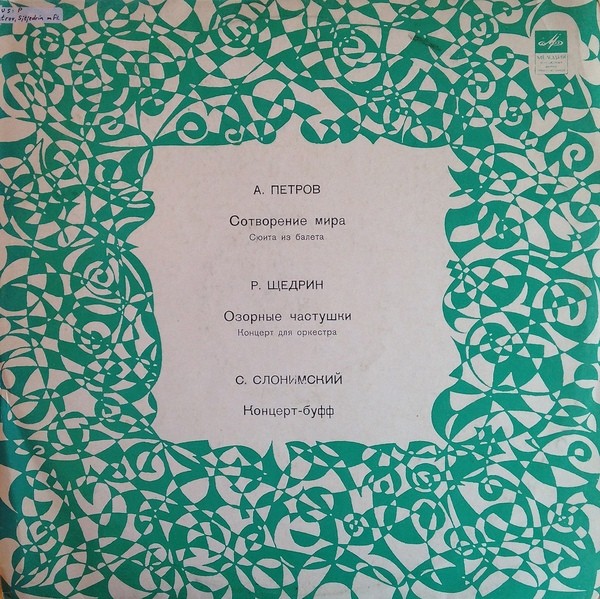 А. ПЕТРОВ
Сотворение мира
Сюита из балета
Р. ЩЕДРИН
Озорные частушки
Концерт для оркестра
С. СЛОНИМСКИЙ
Концерт-буфф